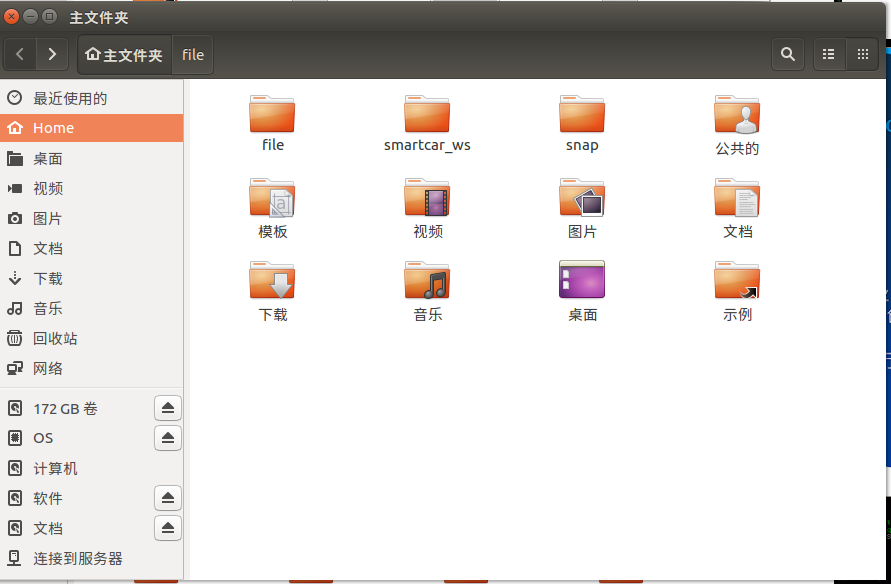 主文件夹
主文件夹 file
最近使用的
Home
桌面
视频
图片
文档
下载
音乐
回收站
网络
172 GB 卷
OS
计算机
软件
文档
连接到服务器
file smartcar_ws snap 公共的
模板 视频 图片 文档
下载 音乐 桌面 示例